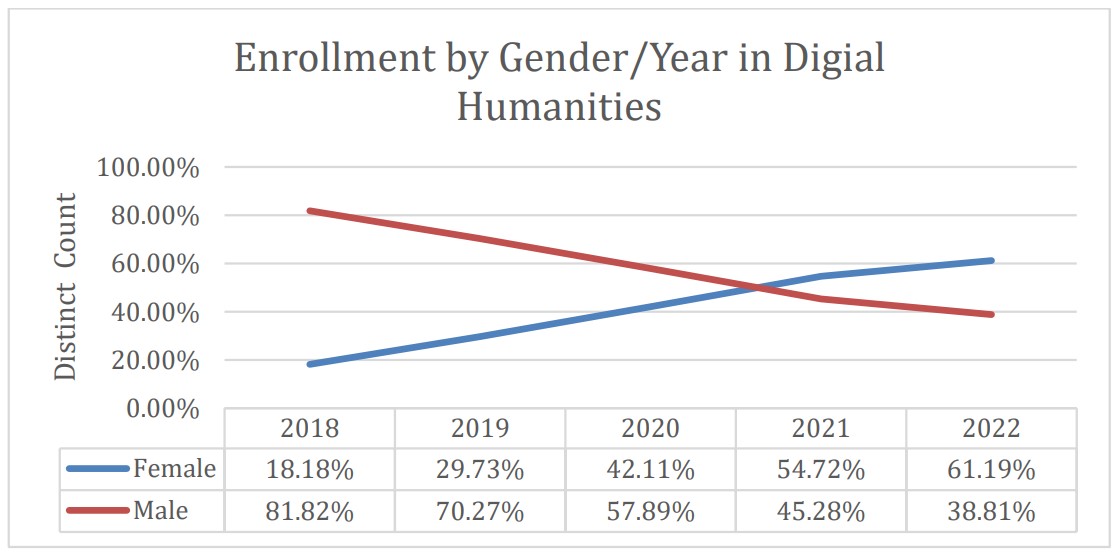 Enrollment by Gender/Year in Digial
Humanities
Distinct Count
100.00%
80.00%
60.00%
40.00%
20.00%
0.00%
2018 2019 2020 2021 2022
Female 18.18% 29.73% 42.11% 54.72% 61.19%
Male 81.82% 70.27% 57.89% 45.28% 38.81%